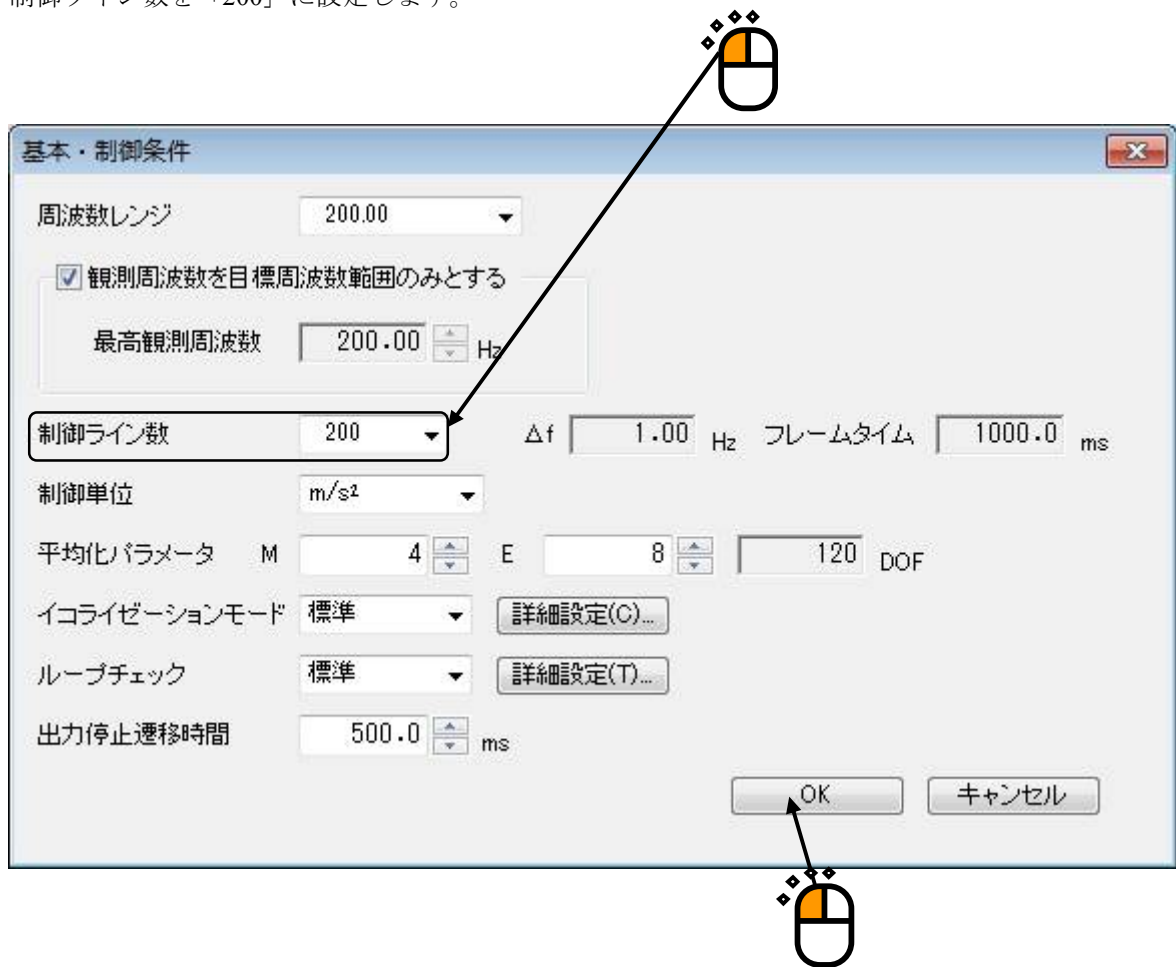 制御ライン数を「200」に設定します。
基本・制御条件
周波数レンジ 200.00
観測周波数を目標周波数範囲のみとする
最高観測周波数 200.00 Hz
制御ライン数 200 Δf 1.00 Hz フレームタイム 1000.0 ms
制御単位 m/s²
平均化パラメータ M 4 E 8 120 DOF
イコライゼーションモード 標準 詳細設定(C)...
ループチェック 標準 詳細設定(T)...
出力停止遷移時間 500.0 ms
OK キャンセル